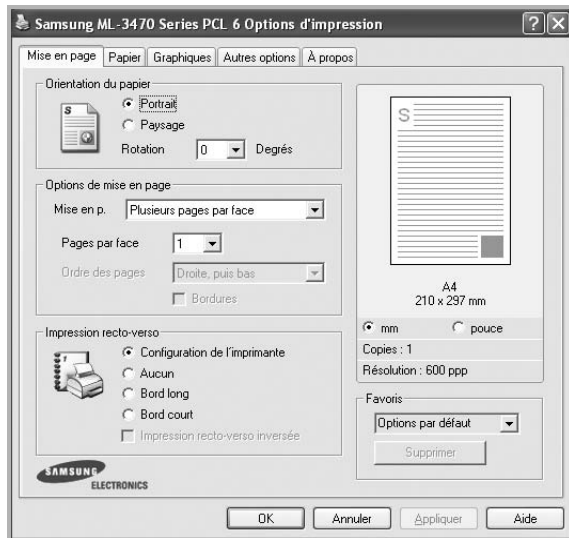 Samsung ML-3470 Series PCL 6 Options d'impression
Mise en page
Papier
Graphiques
Autres options
À propos
Orientation du papier
S
Portrait
Paysage
Rotation
0
Degrés
Options de mise en page
Mise en p.
Plusieurs pages par face
Pages par face
1
Ordre des pages
Droite, puis bas
Bordures
Impression recto-verso
Configuration de l'imprimante
Aucun
Bord long
Bord court
Impression recto-verso inversée
SAMSUNG
ELECTRONICS
S
A4
210 x 297 mm
mm
pouce
Copies : 1
Résolution : 600 ppp
Favoris
Options par défaut
Supprimer
OK
Annuler
Appliquer
Aide